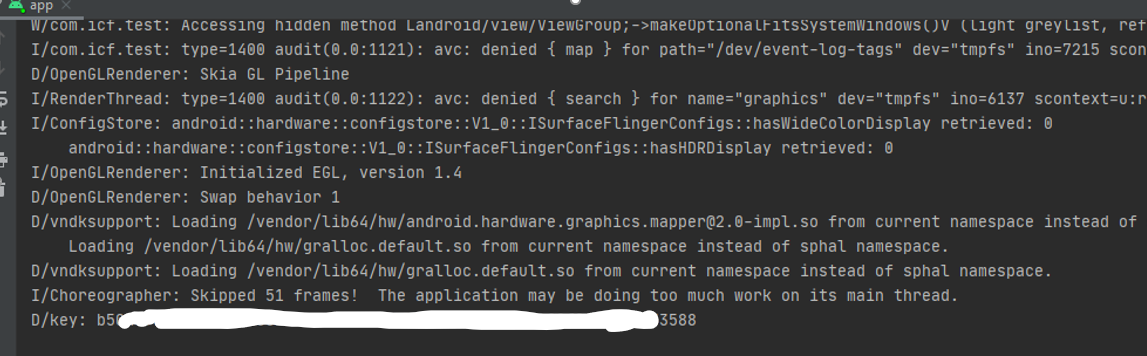 app
W/com.icf.test: Accessing hidden method Landroid/view/ViewGroup;->makeOptionalFitsSystemWindows()V (light greylist, ref
I/com.icf.test: type=1400 audit(0.0:1121): avc: denied { map } for path="/dev/event-log-tags" dev="tmpfs" ino=7215 scon
D/OpenGLRenderer: Skia GL Pipeline
I/RenderThread: type=1400 audit(0.0:1122): avc: denied { search } for name="graphics" dev="tmpfs" ino=6137 scontext=u:r
I/ConfigStore: android::hardware::configstore::V1_0::ISurfaceFlingerConfigs::hasWideColorDisplay retrieved: 0
android::hardware::configstore::V1_0::ISurfaceFlingerConfigs::hasHDRDisplay retrieved: 0
I/OpenGLRenderer: Initialized EGL, version 1.4
D/OpenGLRenderer: Swap behavior 1
D/vndksupport: Loading /vendor/lib64/hw/android.hardware.graphics.mapper@2.0-impl.so from current namespace instead of
Loading /vendor/lib64/hw/gralloc.default.so from current namespace instead of sphal namespace.
D/vndksupport: Loading /vendor/lib64/hw/gralloc.default.so from current namespace instead of sphal namespace.
I/Choreographer: Skipped 51 frames!  The application may be doing too much work on its main thread.
D/key: b50 3588